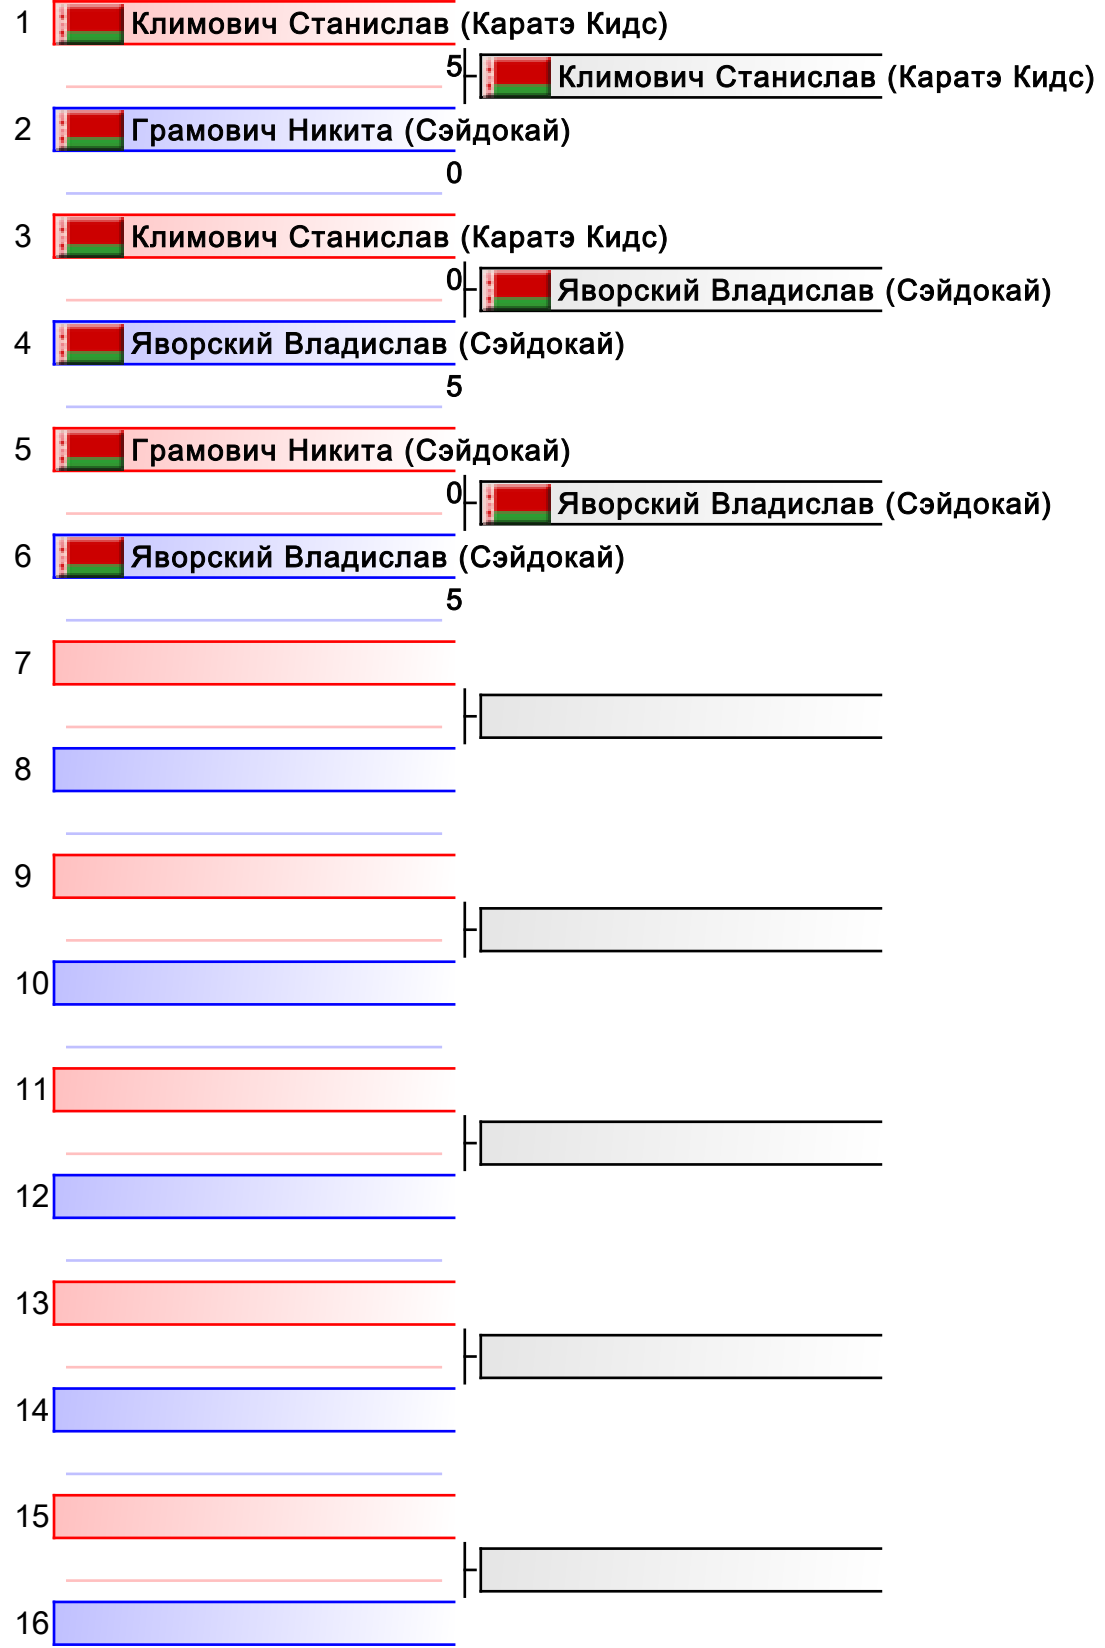 1 Климович Станислав (Каратэ Кидс)
5 Климович Станислав (Каратэ Кидс)
2 Грамович Никита (Сэйдокай)
0
3 Климович Станислав (Каратэ Кидс)
0 Яворский Владислав (Сэйдокай)
4 Яворский Владислав (Сэйдокай)
5
5 Грамович Никита (Сэйдокай)
0 Яворский Владислав (Сэйдокай)
6 Яворский Владислав (Сэйдокай)
5
7
8
9
10
11
12
13
14
15
16